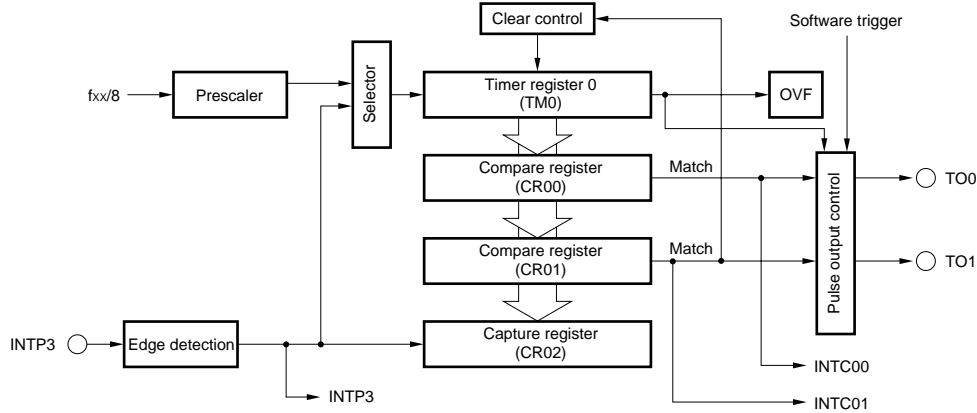 Clear control
Software trigger
fxx/8
Prescaler
Selector
Timer register 0
(TM0)
OVF
Compare register
(CR00)
Match
Pulse output control
TO0
Compare register
(CR01)
Match
TO1
INTP3
Edge detection
Capture register
(CR02)
INTC00
INTP3
INTC01